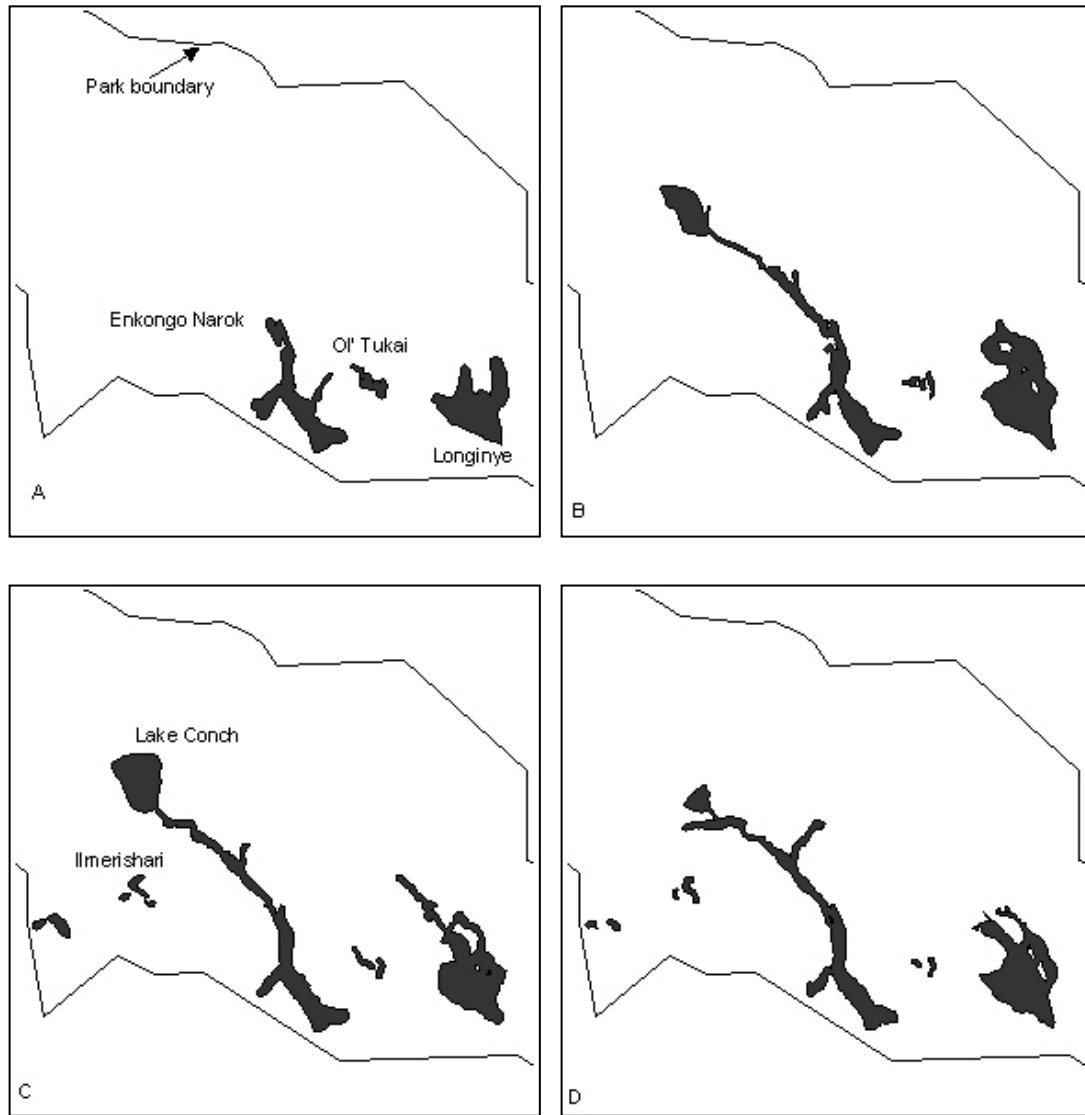 Park boundary
Enkongo Narok
Ol' Tukai
Longinye
A
B
Lake Conch
Ilmerishari
C
D